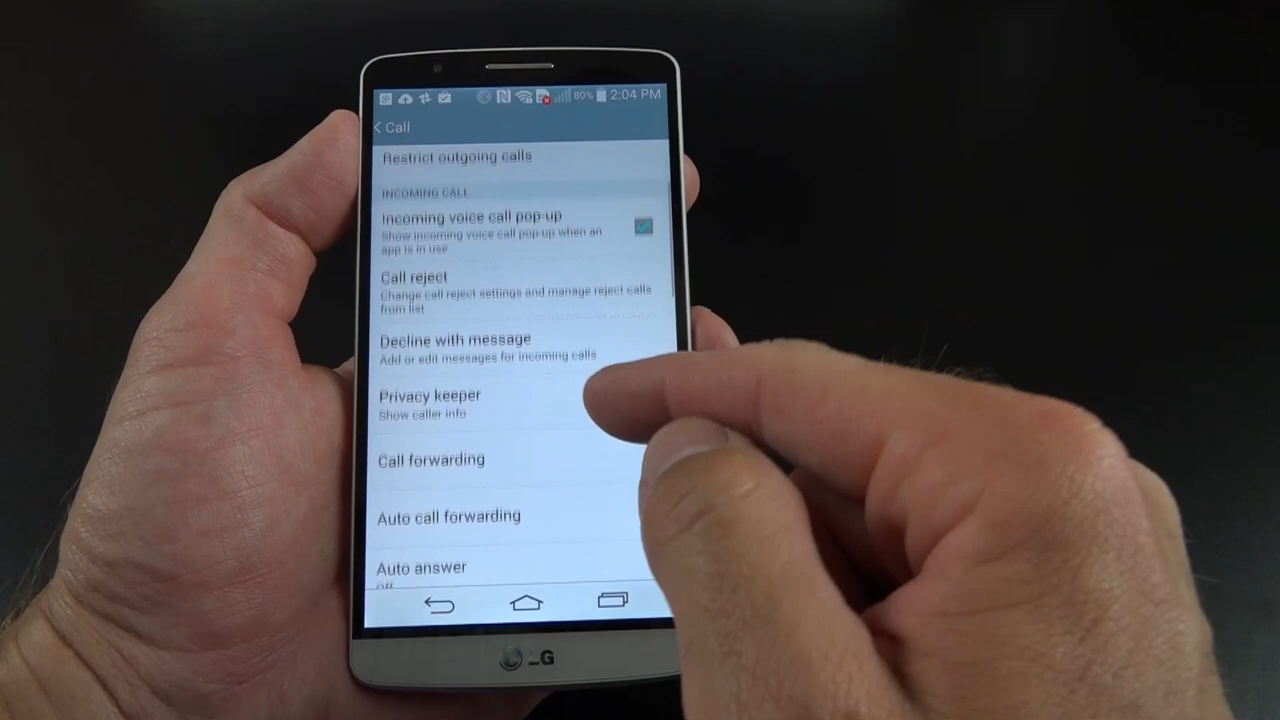 80% 2:04 PM
Call
Restrict outgoing calls
INCOMING CALL
Incoming voice call pop-up
Show incoming voice call pop-up when an
app is in use
Call reject
Change call reject settings and manage reject calls
from list
Decline with message
Add or edit messages for incoming calls
Privacy keeper
Show caller info
Call forwarding
Auto call forwarding
Auto answer
Off
LG